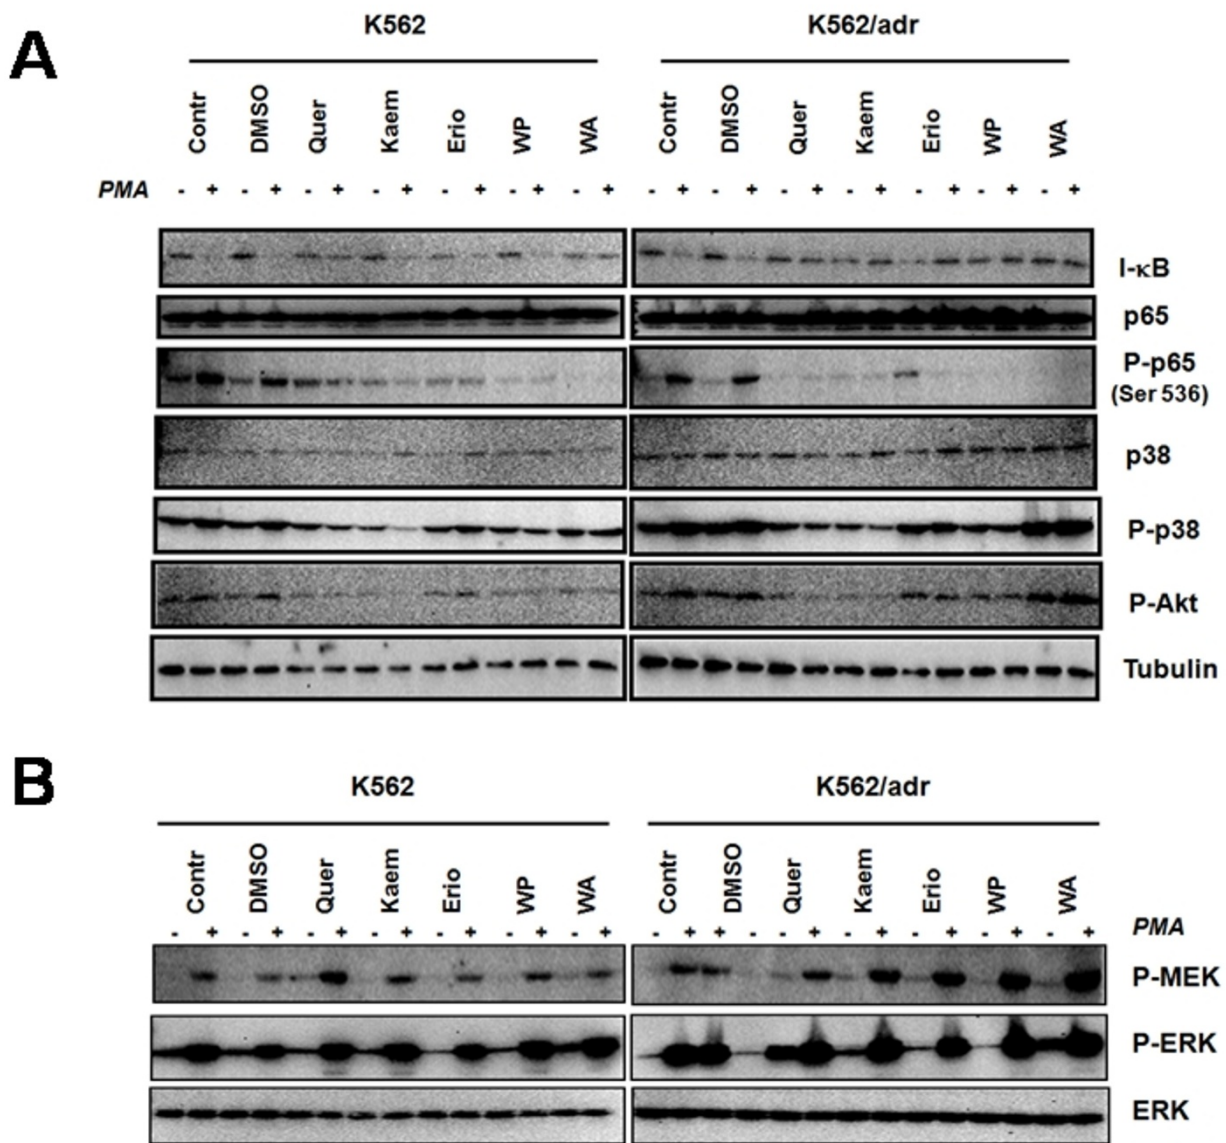 A
K562 K562/adr
Contr DMSO Quer Kaem Erio WP WA Contr DMSO Quer Kaem Erio WP WA
PMA - + - + - + - + - + - + - + - + - + - + - + - + - + - +
I-κB
p65
P-p65
(Ser 536)
p38
P-p38
P-Akt
Tubulin
B
K562 K562/adr
Contr DMSO Quer Kaem Erio WP WA Contr DMSO Quer Kaem Erio WP WA
- + - + - + - + - + - + - + - + + - - + - + - + - + - + PMA
P-MEK
P-ERK
ERK